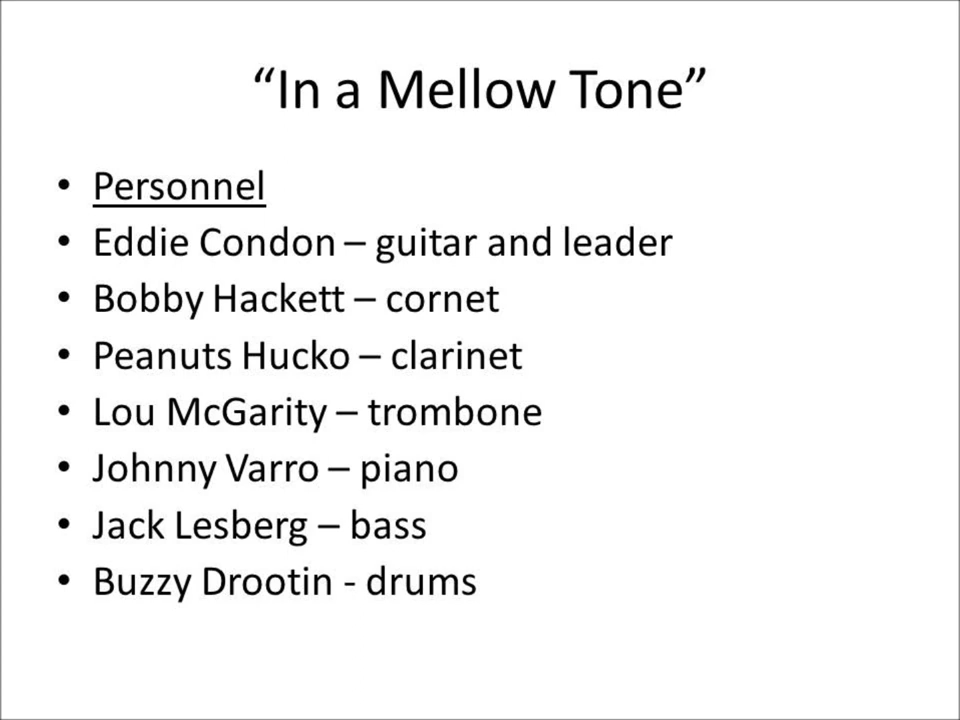 “In a Mellow Tone”
• Personnel
• Eddie Condon – guitar and leader
• Bobby Hackett – cornet
• Peanuts Hucko – clarinet
• Lou McGarity – trombone
• Johnny Varro – piano
• Jack Lesberg – bass
• Buzzy Drootin - drums